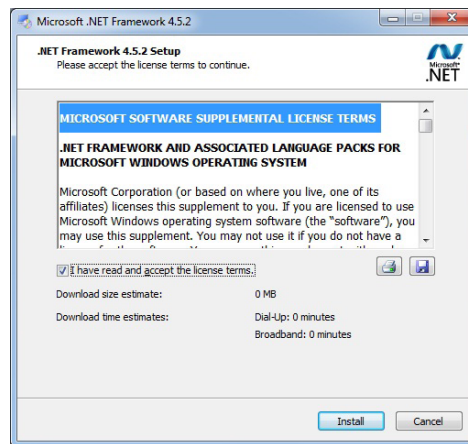 Microsoft .NET Framework 4.5.2
.NET Framework 4.5.2 Setup
Please accept the license terms to continue.
Microsoft
.NET
MICROSOFT SOFTWARE SUPPLEMENTAL LICENSE TERMS
.NET FRAMEWORK AND ASSOCIATED LANGUAGE PACKS FOR
MICROSOFT WINDOWS OPERATING SYSTEM
Microsoft Corporation (or based on where you live, one of its
affiliates) licenses this supplement to you. If you are licensed to use
Microsoft Windows operating system software (the “software”), you
may use this supplement. You may not use it if you do not have a
I have read and accept the license terms.
Download size estimate: 0 MB
Download time estimates: Dial-Up: 0 minutes
Broadband: 0 minutes
Install Cancel